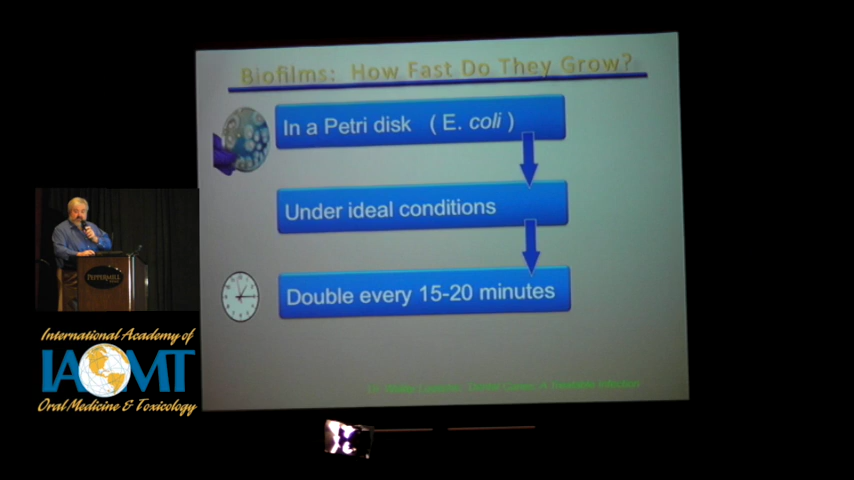 Biofilms: How Fast Do They Grow?
In a Petri disk ( E. coli )
Under ideal conditions
Double every 15-20 minutes
PEPPERMILL
International Academy of
IAOMT
Oral Medicine & Toxicology